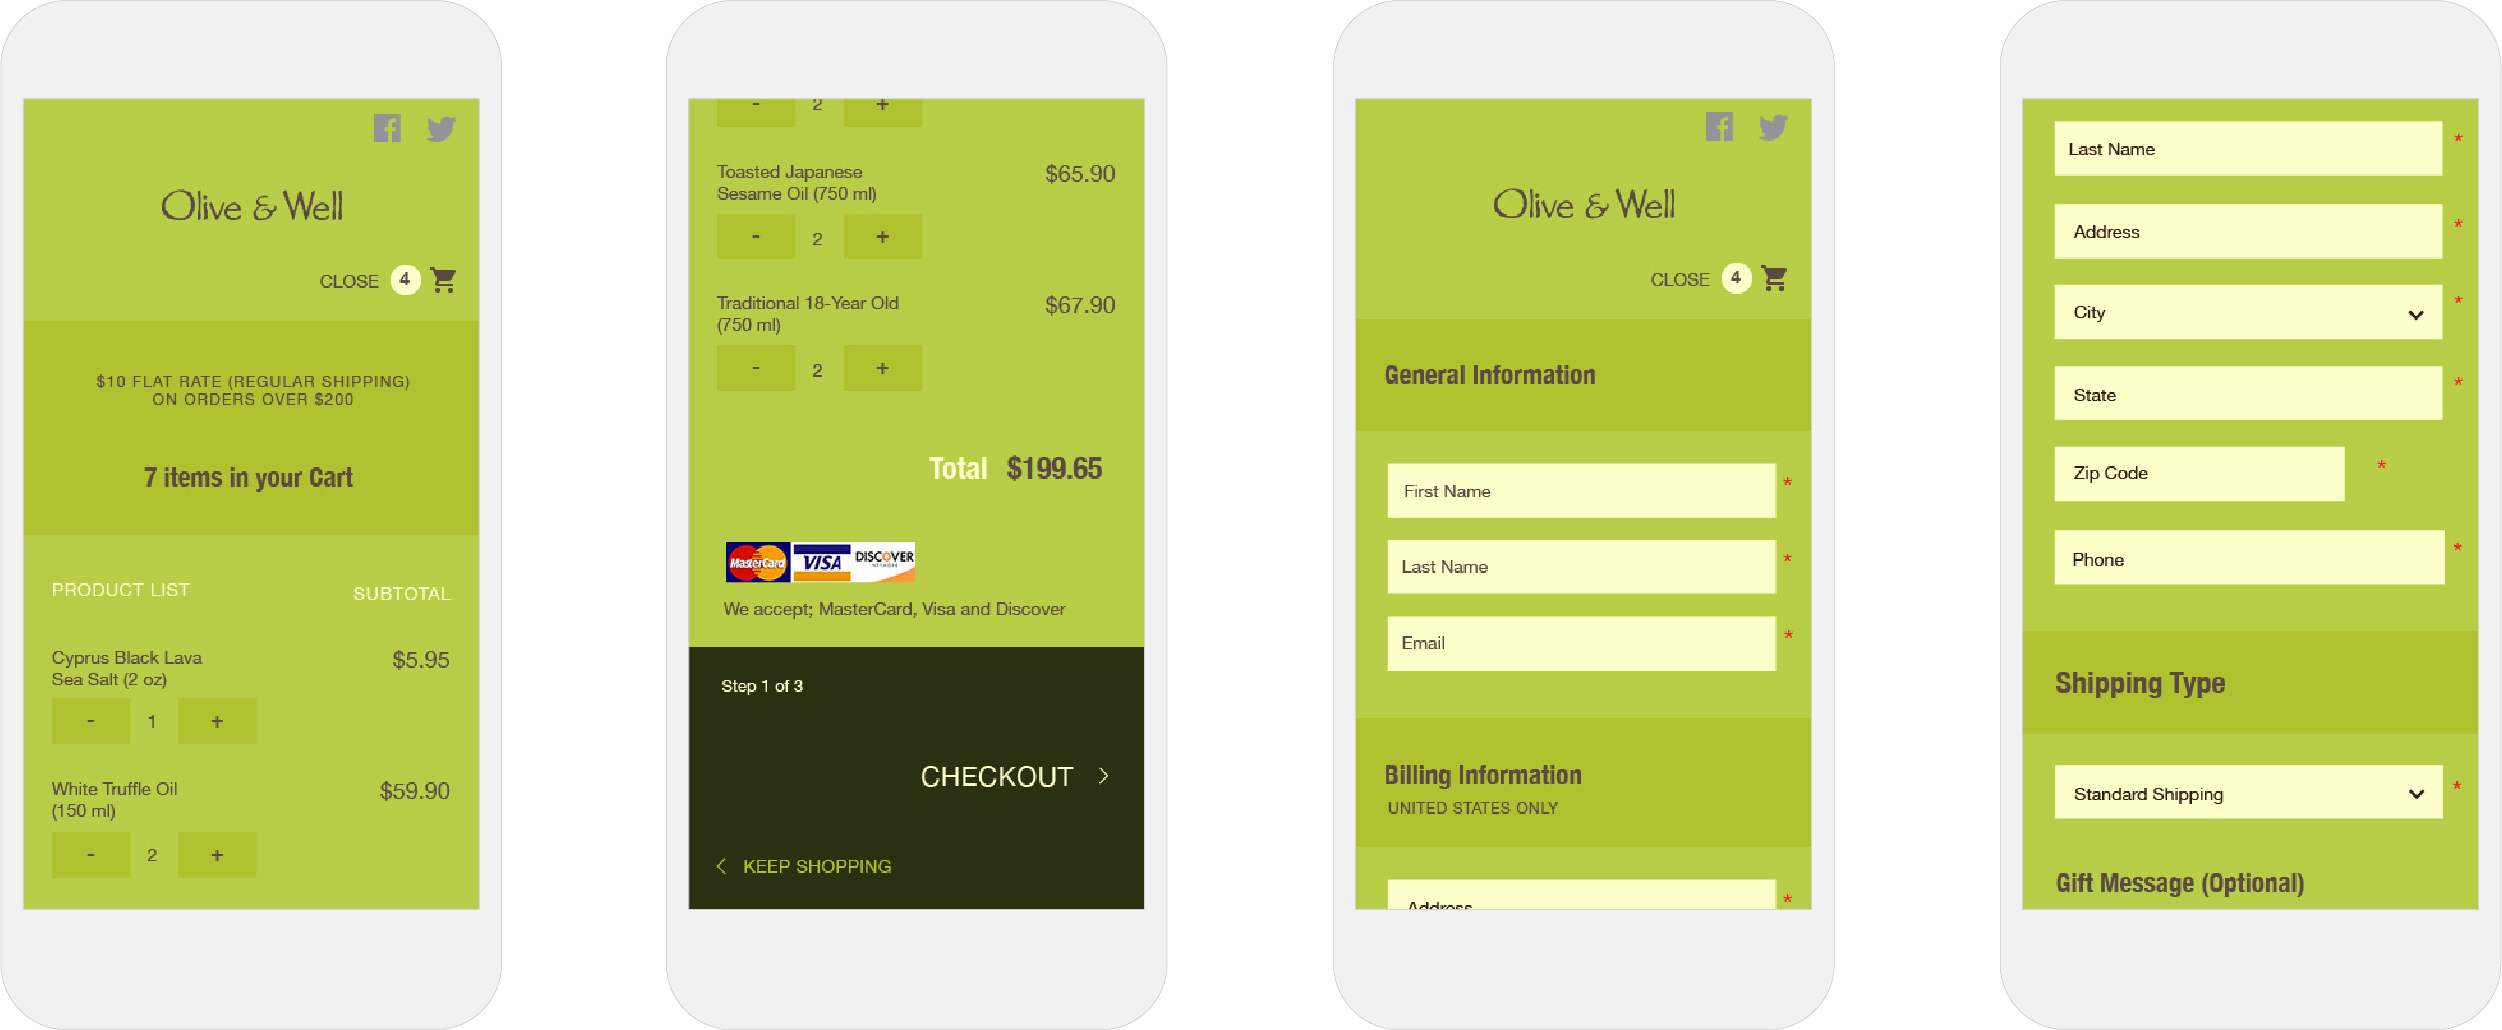 Olive & Well
CLOSE 4
$10 FLAT RATE (REGULAR SHIPPING)
ON ORDERS OVER $200
7 items in your Cart
PRODUCT LIST SUBTOTAL
Cyprus Black Lava $5.95
Sea Salt (2 oz)
- 1 +
White Truffle Oil $59.90
(150 ml)
- 2 +
- 2 +
Toasted Japanese $65.90
Sesame Oil (750 ml)
- 2 +
Traditional 18-Year Old $67.90
(750 ml)
- 2 +
Total $199.65
MasterCard VISA DISCOVER
NETWORK
We accept; MasterCard, Visa and Discover
Step 1 of 3
CHECKOUT >
< KEEP SHOPPING
Olive & Well
CLOSE 4
General Information
First Name *
Last Name *
Email *
Billing Information
UNITED STATES ONLY
Address *
Last Name *
Address *
City *
State *
Zip Code *
Phone *
Shipping Type
Standard Shipping *
Gift Message (Optional)